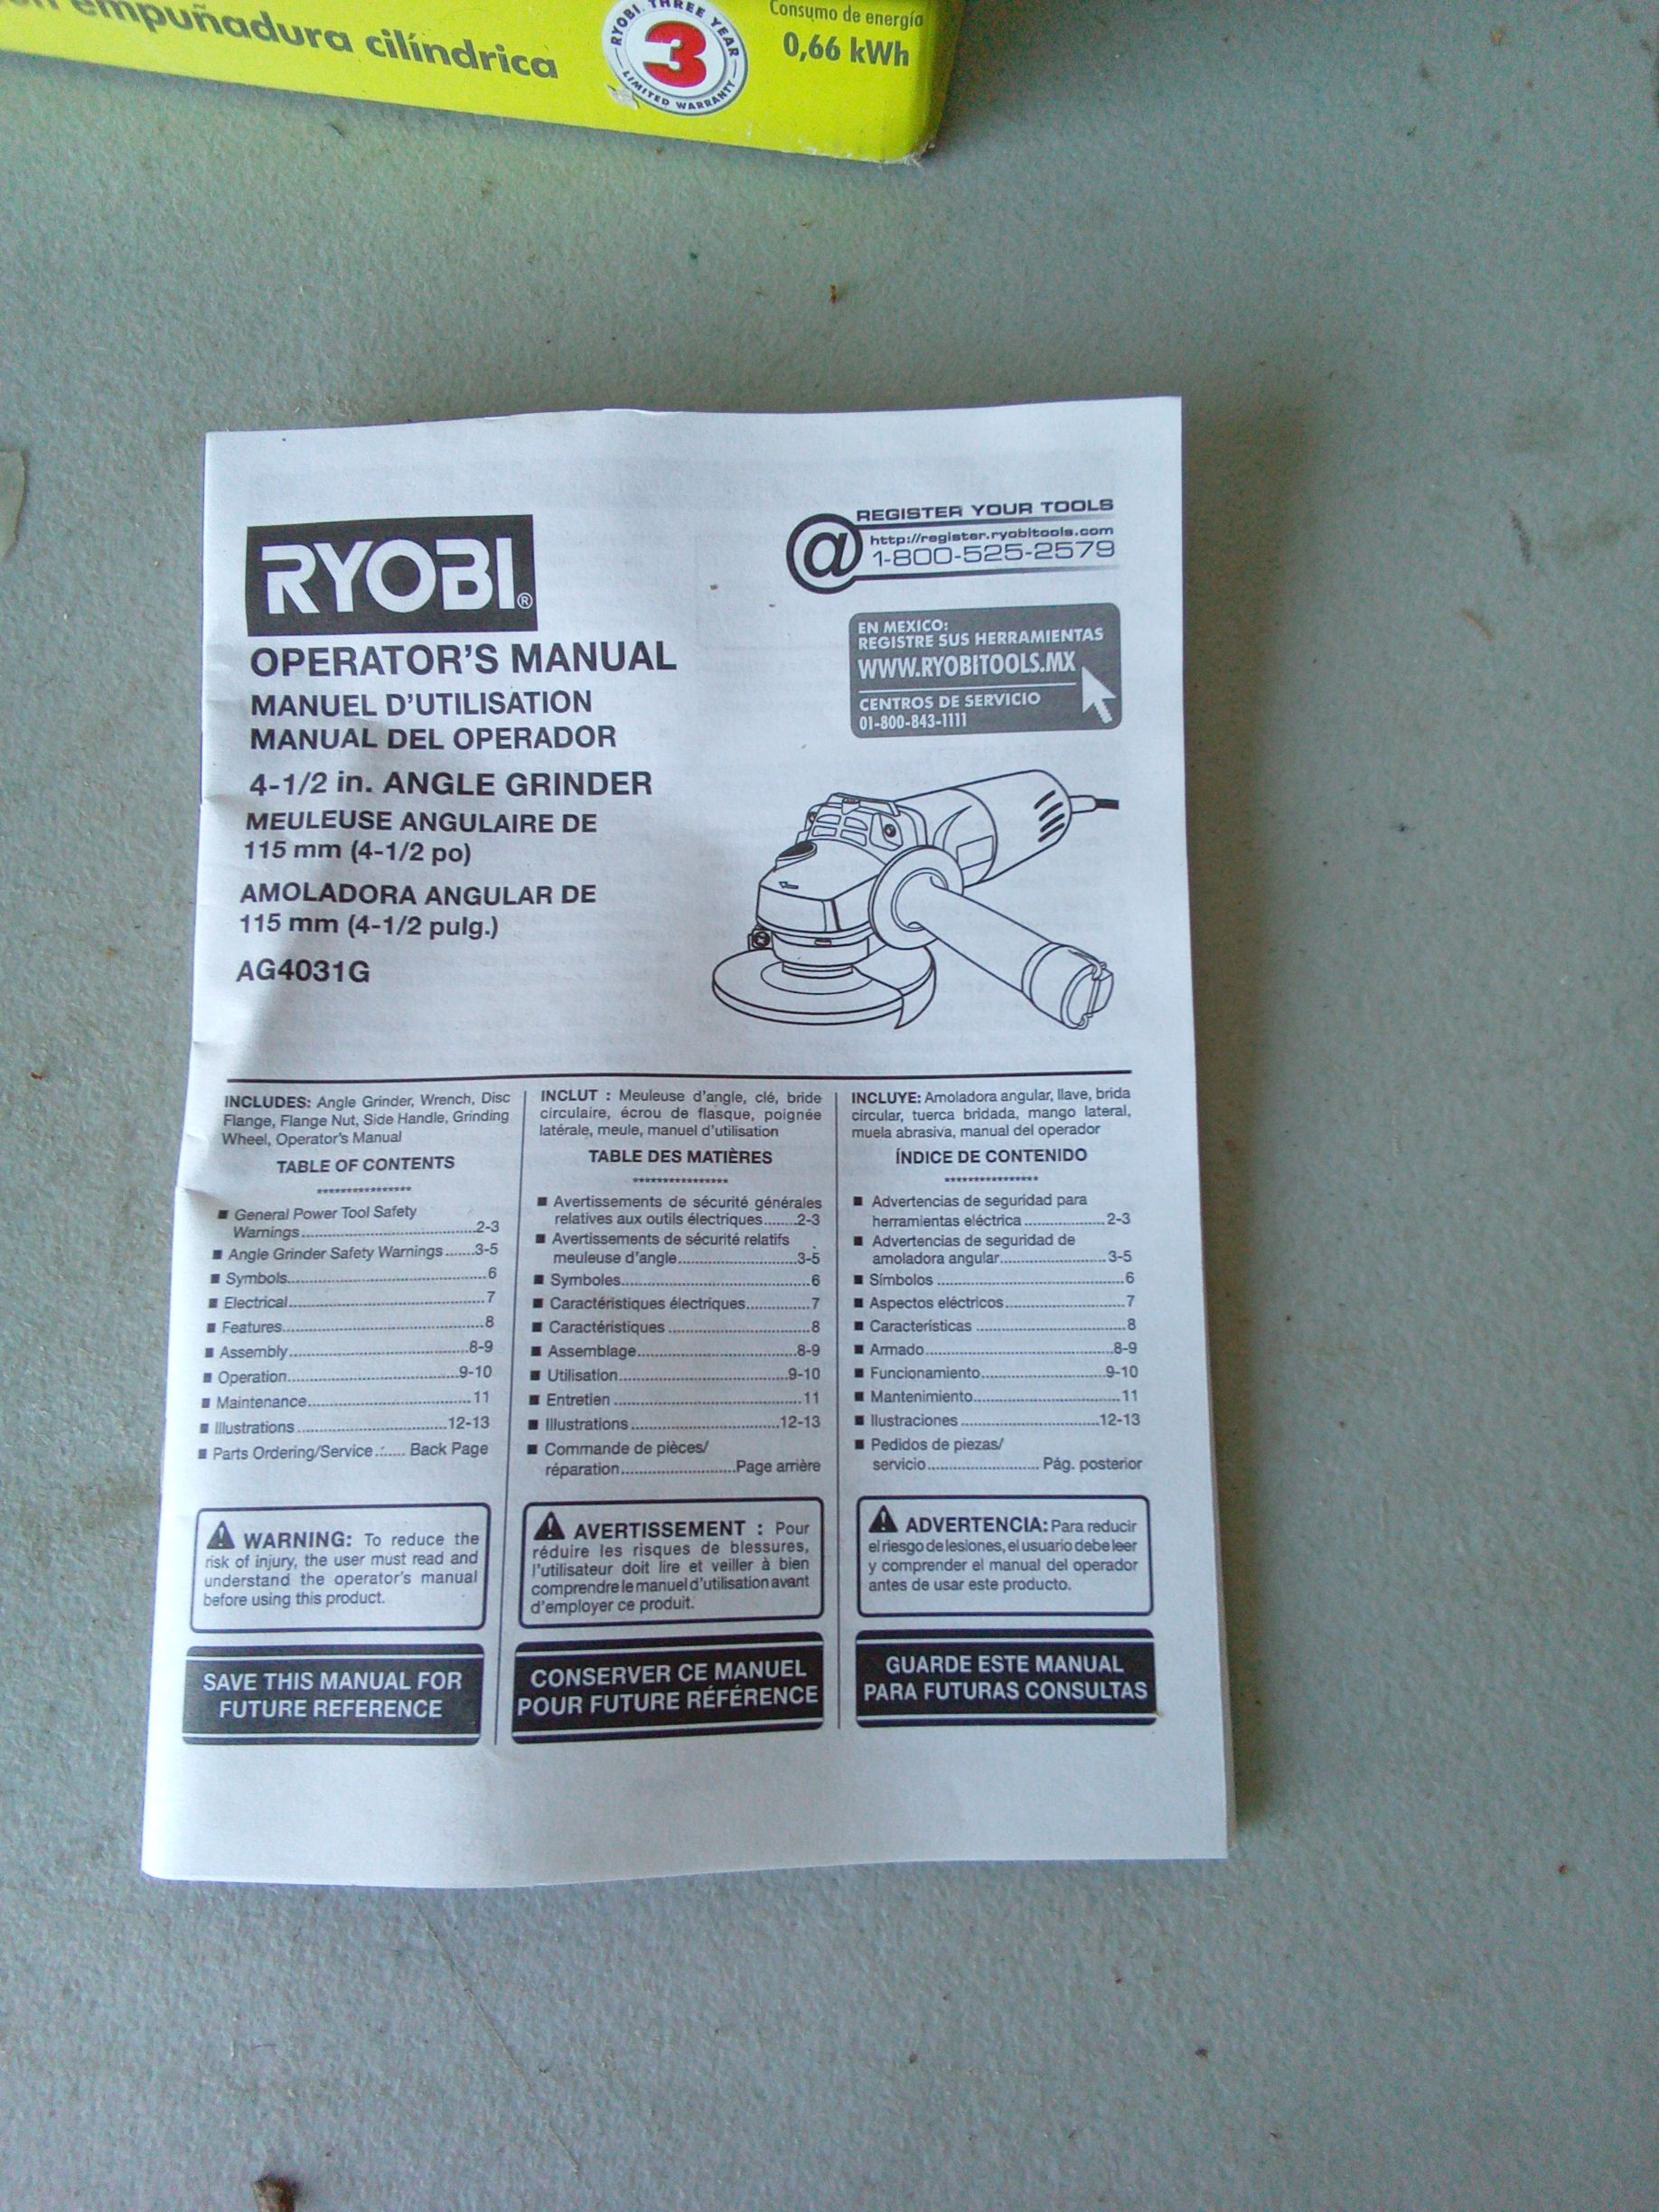 empuñadura cilíndrica
RYOBI. THREE YEAR
3
LIMITED WARRANTY
Consumo de energía
0,66 kWh
RYOBI®
OPERATOR'S MANUAL
MANUEL D'UTILISATION
MANUAL DEL OPERADOR
4-1/2 in. ANGLE GRINDER
MEULEUSE ANGULAIRE DE
115 mm (4-1/2 po)
AMOLADORA ANGULAR DE
115 mm (4-1/2 pulg.)
AG4031G
@
REGISTER YOUR TOOLS
http://register.ryobitools.com
1-800-525-2579
EN MEXICO:
REGISTRE SUS HERRAMIENTAS
WWW.RYOBITOOLS.MX
CENTROS DE SERVICIO
01-800-843-1111
INCLUDES: Angle Grinder, Wrench, Disc
Flange, Flange Nut, Side Handle, Grinding
Wheel, Operator's Manual
TABLE OF CONTENTS
****************
■ General Power Tool Safety
Warnings..........2-3
■ Angle Grinder Safety Warnings.......3-5
■ Symbols..........6
■ Electrical..........7
■ Features..........8
■ Assembly..........8-9
■ Operation..........9-10
■ Maintenance..........11
■ Illustrations..........12-13
■ Parts Ordering/Service....... Back Page
WARNING: To reduce the
risk of injury, the user must read and
understand the operator's manual
before using this product.
SAVE THIS MANUAL FOR
FUTURE REFERENCE
INCLUT : Meuleuse d'angle, clé, bride
circulaire, écrou de flasque, poignée
latérale, meule, manuel d'utilisation
TABLE DES MATIÈRES
****************
■ Avertissements de sécurité générales
relatives aux outils électriques........2-3
■ Avertissements de sécurité relatifs
meuleuse d'angle..........3-5
■ Symboles..........6
■ Caractéristiques électriques..........7
■ Caractéristiques..........8
■ Assemblage..........8-9
■ Utilisation..........9-10
■ Entretien..........11
■ Illustrations..........12-13
■ Commande de pièces/
réparation..........Page arrière
AVERTISSEMENT : Pour
réduire les risques de blessures,
l'utilisateur doit lire et veiller à bien
comprendre le manuel d'utilisation avant
d'employer ce produit.
CONSERVER CE MANUEL
POUR FUTURE RÉFÉRENCE
INCLUYE: Amoladora angular, llave, brida
circular, tuerca bridada, mango lateral,
muela abrasiva, manual del operador
ÍNDICE DE CONTENIDO
****************
■ Advertencias de seguridad para
herramientas eléctrica..........2-3
■ Advertencias de seguridad de
amoladora angular..........3-5
■ Símbolos..........6
■ Aspectos eléctricos..........7
■ Características..........8
■ Armado..........8-9
■ Funcionamiento..........9-10
■ Mantenimiento..........11
■ Ilustraciones..........12-13
■ Pedidos de piezas/
servicio.......... Pág. posterior
ADVERTENCIA: Para reducir
el riesgo de lesiones, el usuario debe leer
y comprender el manual del operador
antes de usar este producto.
GUARDE ESTE MANUAL
PARA FUTURAS CONSULTAS